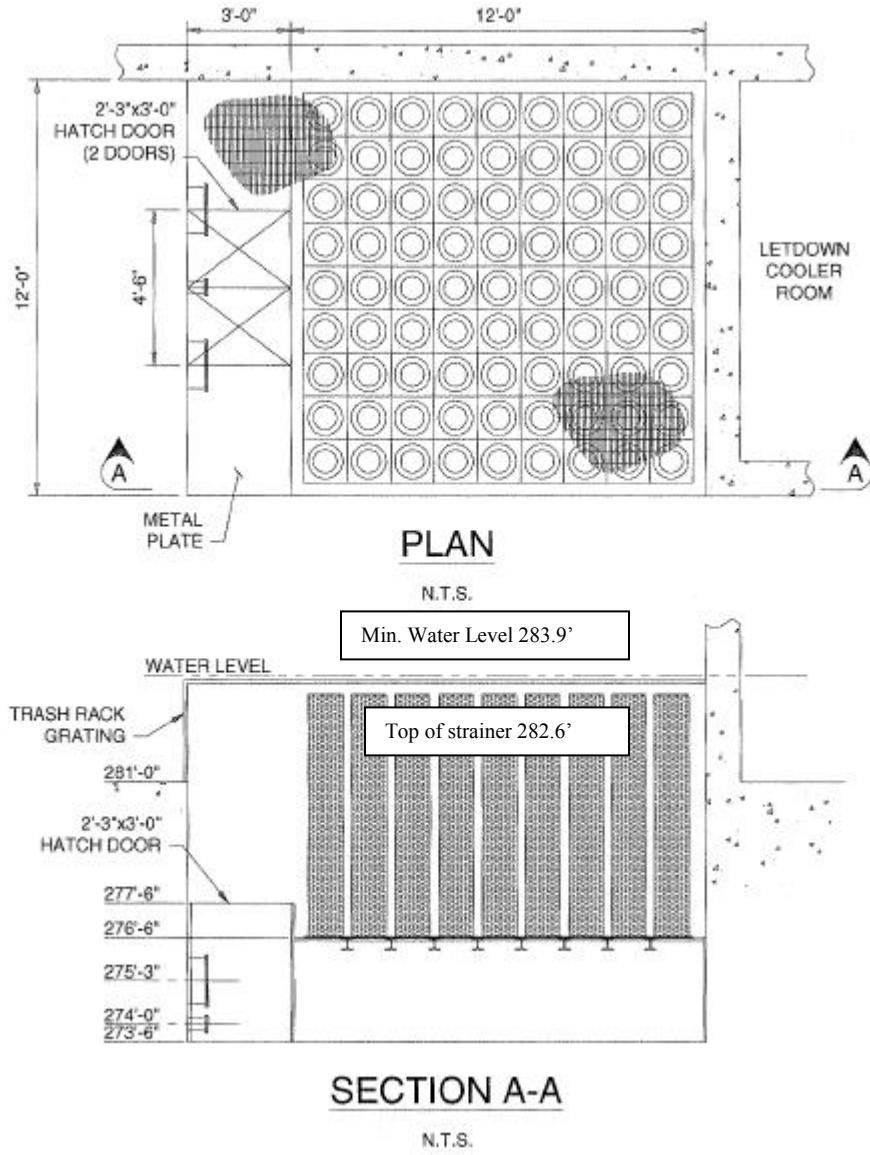 3'-0"
12'-0"
2'-3"x3'-0"
HATCH DOOR
(2 DOORS)
12'-0"
4'-6"
LETDOWN
COOLER
ROOM
A
A
METAL
PLATE
PLAN
N.T.S.
Min. Water Level 283.9’
WATER LEVEL
TRASH RACK
GRATING
Top of strainer 282.6’
281'-0"
2'-3"x3'-0"
HATCH DOOR
277'-6"
276'-6"
275'-3"
274'-0"
273'-6"
SECTION A-A
N.T.S.